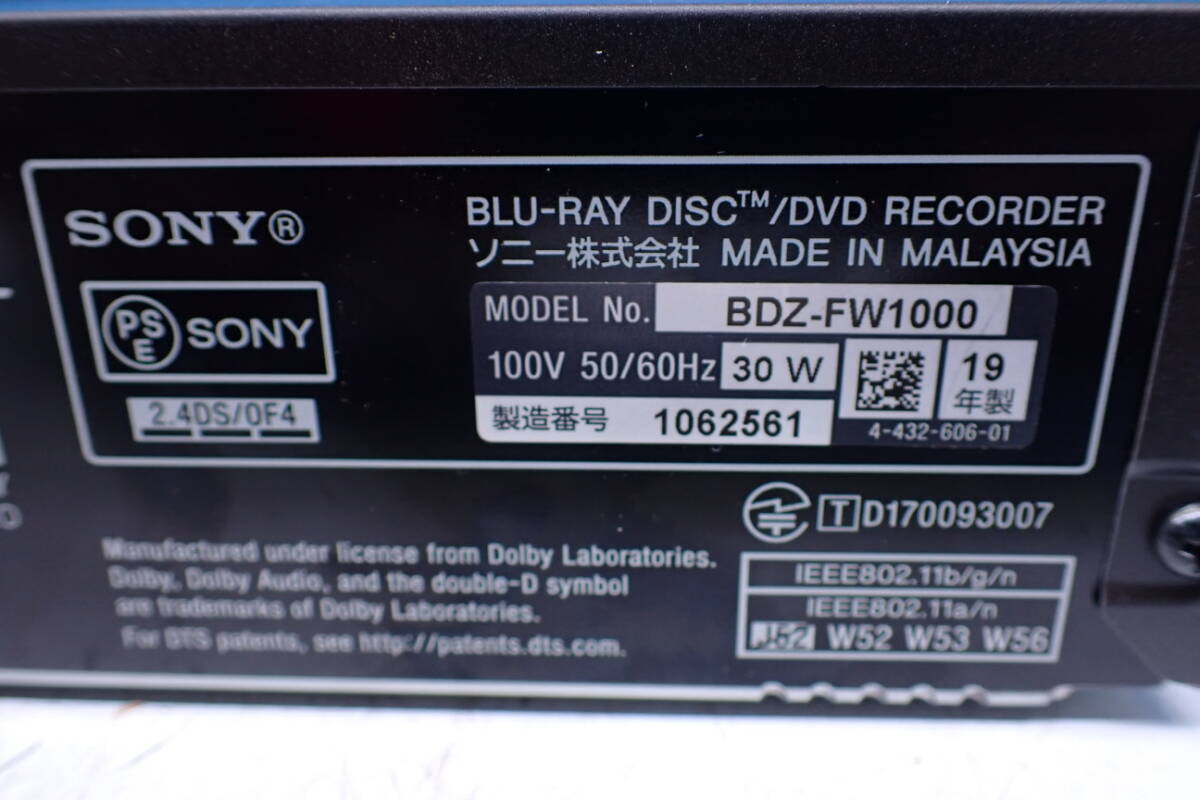 SONY®
BLU-RAY DISC™/DVD RECORDER
ソニー株式会社 MADE IN MALAYSIA
PSE SONY
MODEL No. BDZ-FW1000
100V 50/60Hz 30 W
19
年製
2.4DS/OF4
製造番号 1062561
4-432-606-01
T D170093007
Manufactured under license from Dolby Laboratories.
Dolby, Dolby Audio, and the double-D symbol
are trademarks of Dolby Laboratories.
For DTS patents, see http://patents.dts.com.
IEEE802.11b/g/n
IEEE802.11a/n
J52 W52 W53 W56